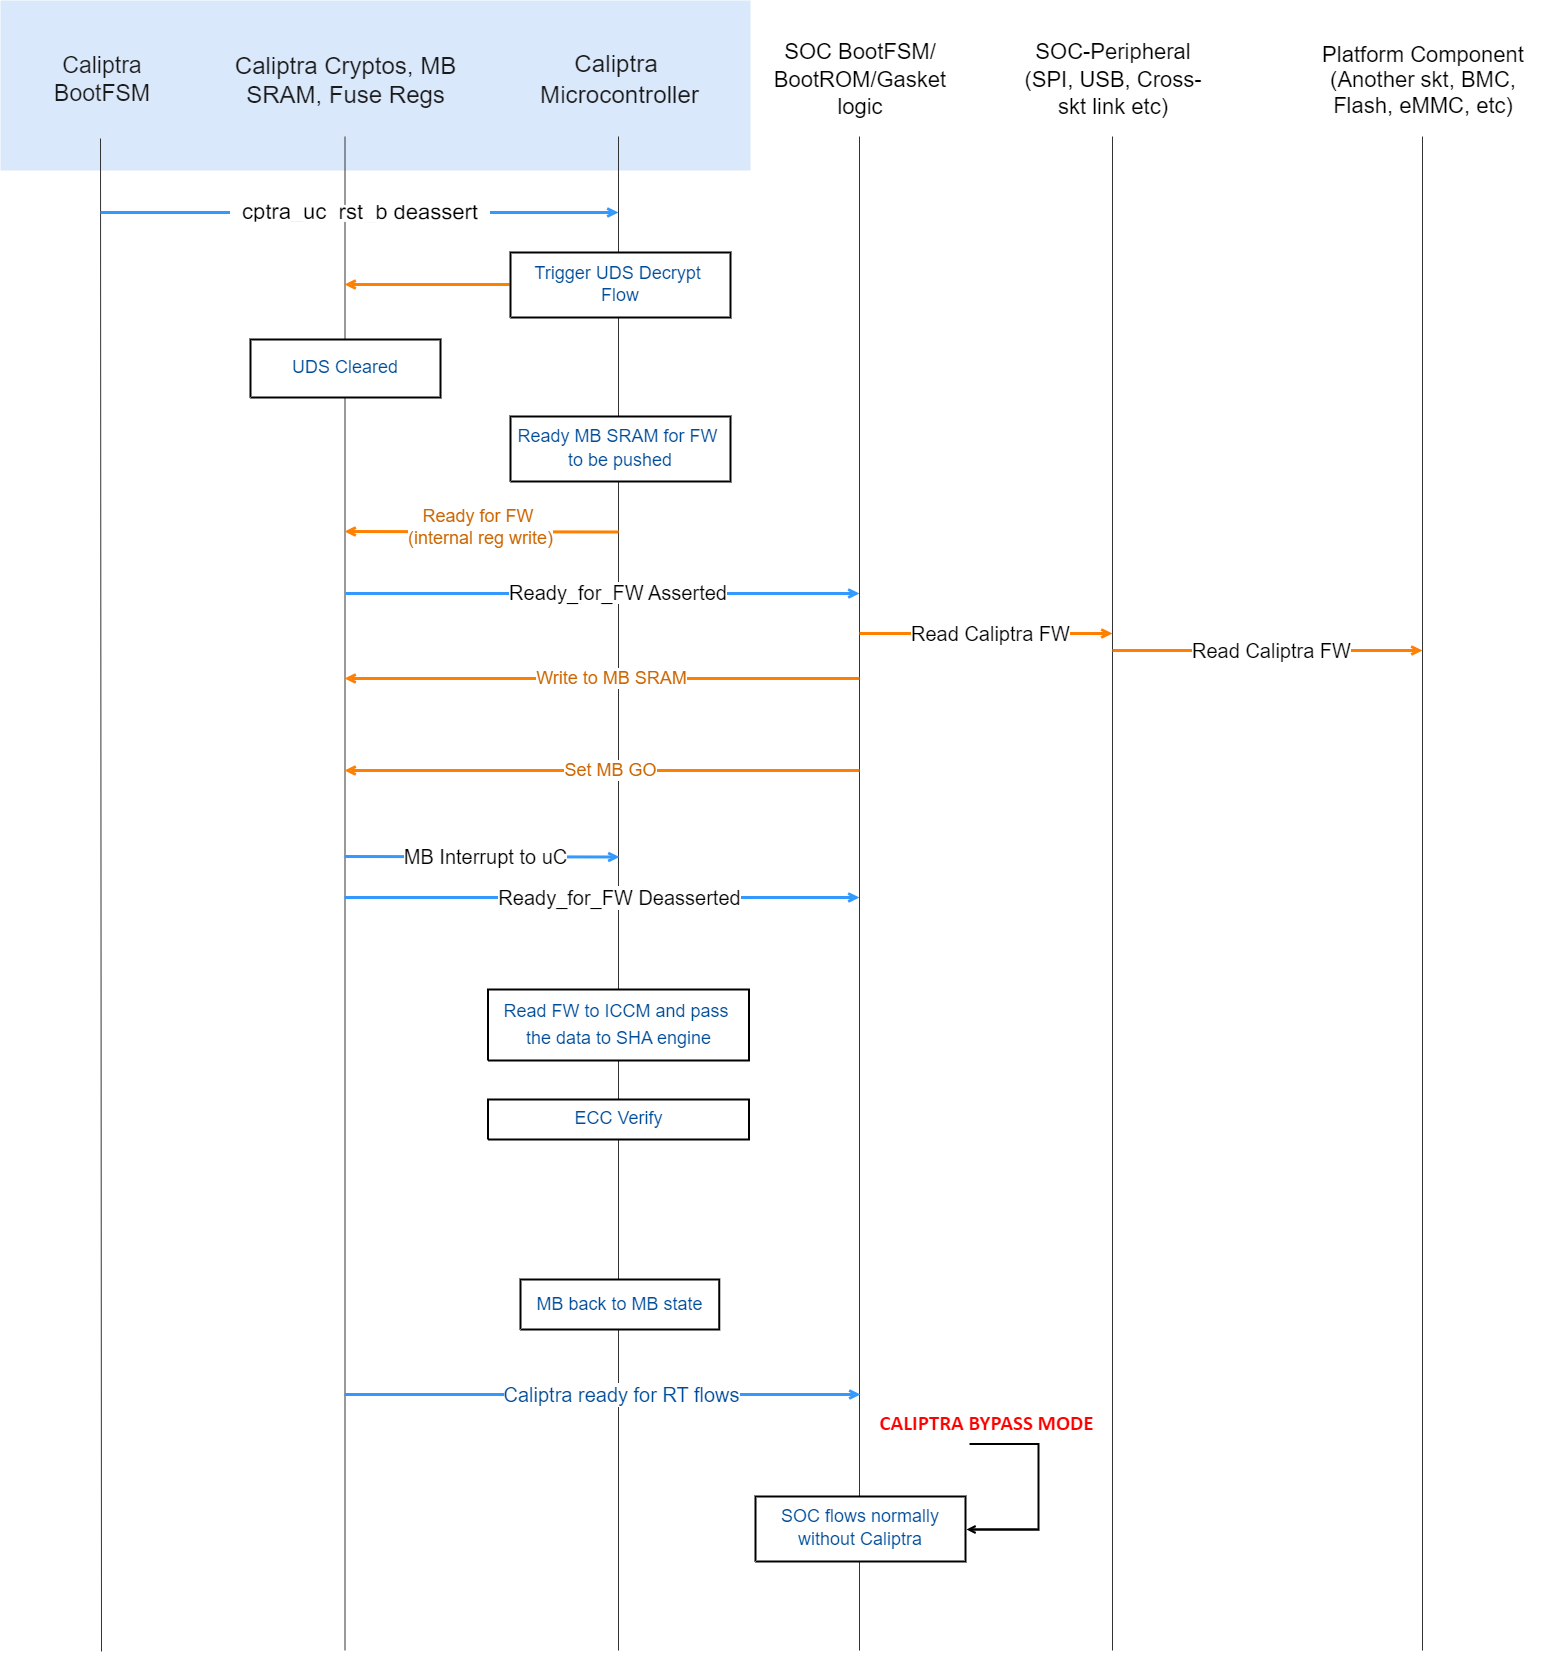 Caliptra
BootFSM
Caliptra Cryptos, MB
SRAM, Fuse Regs
Caliptra
Microcontroller
SOC BootFSM/
BootROM/Gasket
logic
SOC-Peripheral
(SPI, USB, Cross-
skt link etc)
Platform Component
(Another skt, BMC,
Flash, eMMC, etc)
cptra_uc_rst_b deassert
Trigger UDS Decrypt
Flow
UDS Cleared
Ready MB SRAM for FW
to be pushed
Ready for FW
(internal reg write)
Ready_for_FW Asserted
Read Caliptra FW
Read Caliptra FW
Write to MB SRAM
Set MB GO
MB Interrupt to uC
Ready_for_FW Deasserted
Read FW to ICCM and pass
the data to SHA engine
ECC Verify
MB back to MB state
Caliptra ready for RT flows
CALIPTRA BYPASS MODE
SOC flows normally
without Caliptra